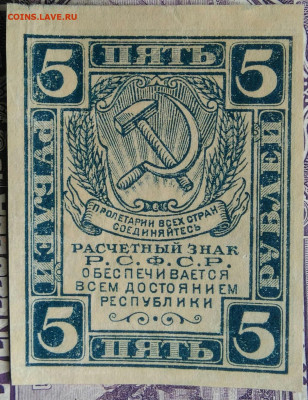 COINS.ЛАВЕ.RU
5 ПЯТЬ 5
РУБЛЕЙ
РУБЛЕЙ
ПРОЛЕТАРИИ ВСЕХ СТРАН
СОЕДИНЯЙТЕСЬ
РАСЧЕТНЫЙ ЗНАК
Р.С.Ф.С.Р.
ОБЕСПЕЧИВАЕТСЯ
ВСЕМ ДОСТОЯНИЕМ
РЕСПУБЛИКИ
5 ПЯТЬ 5